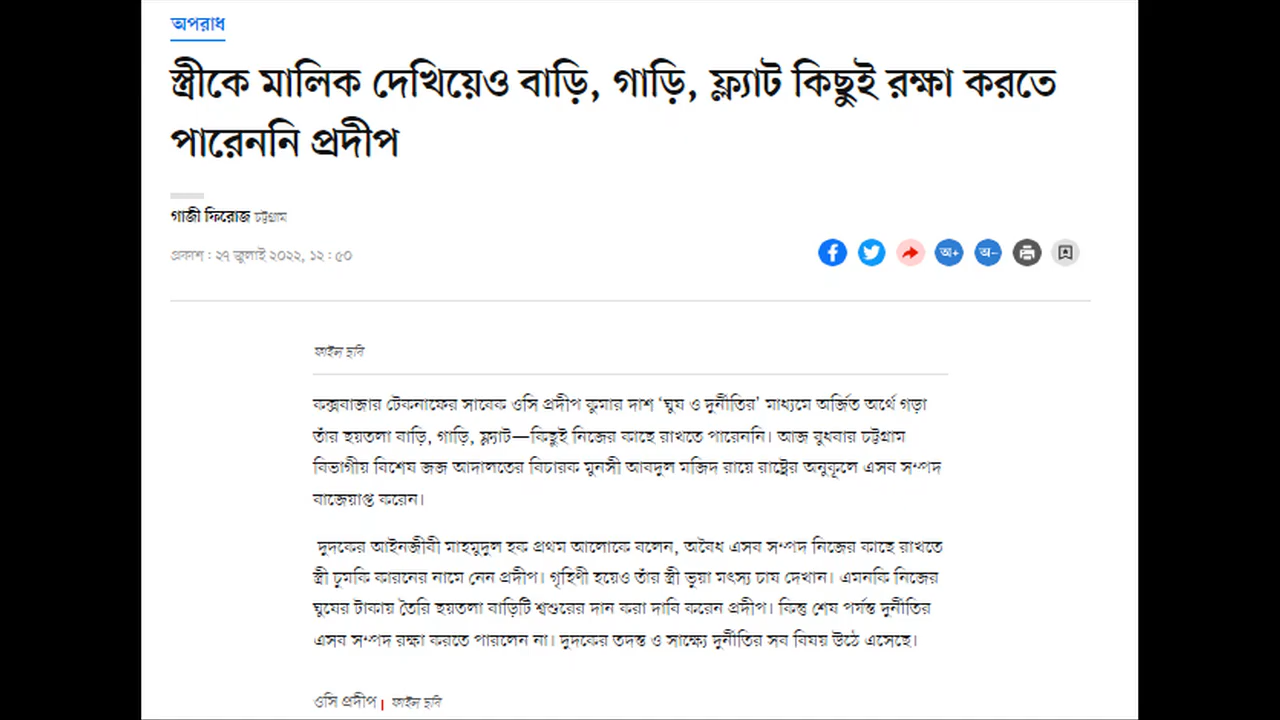 অপরাধ
স্ত্রীকে মালিক দেখিয়েও বাড়ি, গাড়ি, ফ্ল্যাট কিছুই রক্ষা করতে
পারেননি প্রদীপ
গাজী ফিরোজ চট্টগ্রাম
প্রকাশ : ২৭ জুলাই ২০২২, ১২ : ৫০
অ+ অ−
ফাইল ছবি
কক্সবাজার টেকনাফের সাবেক ওসি প্রদীপ কুমার দাশ ‘ঘুষ ও দুর্নীতির’ মাধ্যমে অর্জিত অর্থে গড়া
তাঁর ছয়তলা বাড়ি, গাড়ি, ফ্ল্যাট—কিছুই নিজের কাছে রাখতে পারেননি। আজ বুধবার চট্টগ্রাম
বিভাগীয় বিশেষ জজ আদালতের বিচারক মুনসী আবদুল মজিদ রায়ে রাষ্ট্রের অনুকূলে এসব সম্পদ
বাজেয়াপ্ত করেন।
দুদকের আইনজীবী মাহমুদুল হক প্রথম আলোকে বলেন, অবৈধ এসব সম্পদ নিজের কাছে রাখতে
স্ত্রী চুমকি কারনের নামে নেন প্রদীপ। গৃহিণী হয়েও তাঁর স্ত্রী ভুয়া মৎস্য চাষ দেখান। এমনকি নিজের
ঘুষের টাকায় তৈরি ছয়তলা বাড়িটি শ্বশুরের দান করা দাবি করেন প্রদীপ। কিন্তু শেষ পর্যন্ত দুর্নীতির
এসব সম্পদ রক্ষা করতে পারলেন না। দুদকের তদন্ত ও সাক্ষ্যে দুর্নীতির সব বিষয় উঠে এসেছে।
ওসি প্রদীপ | ফাইল ছবি